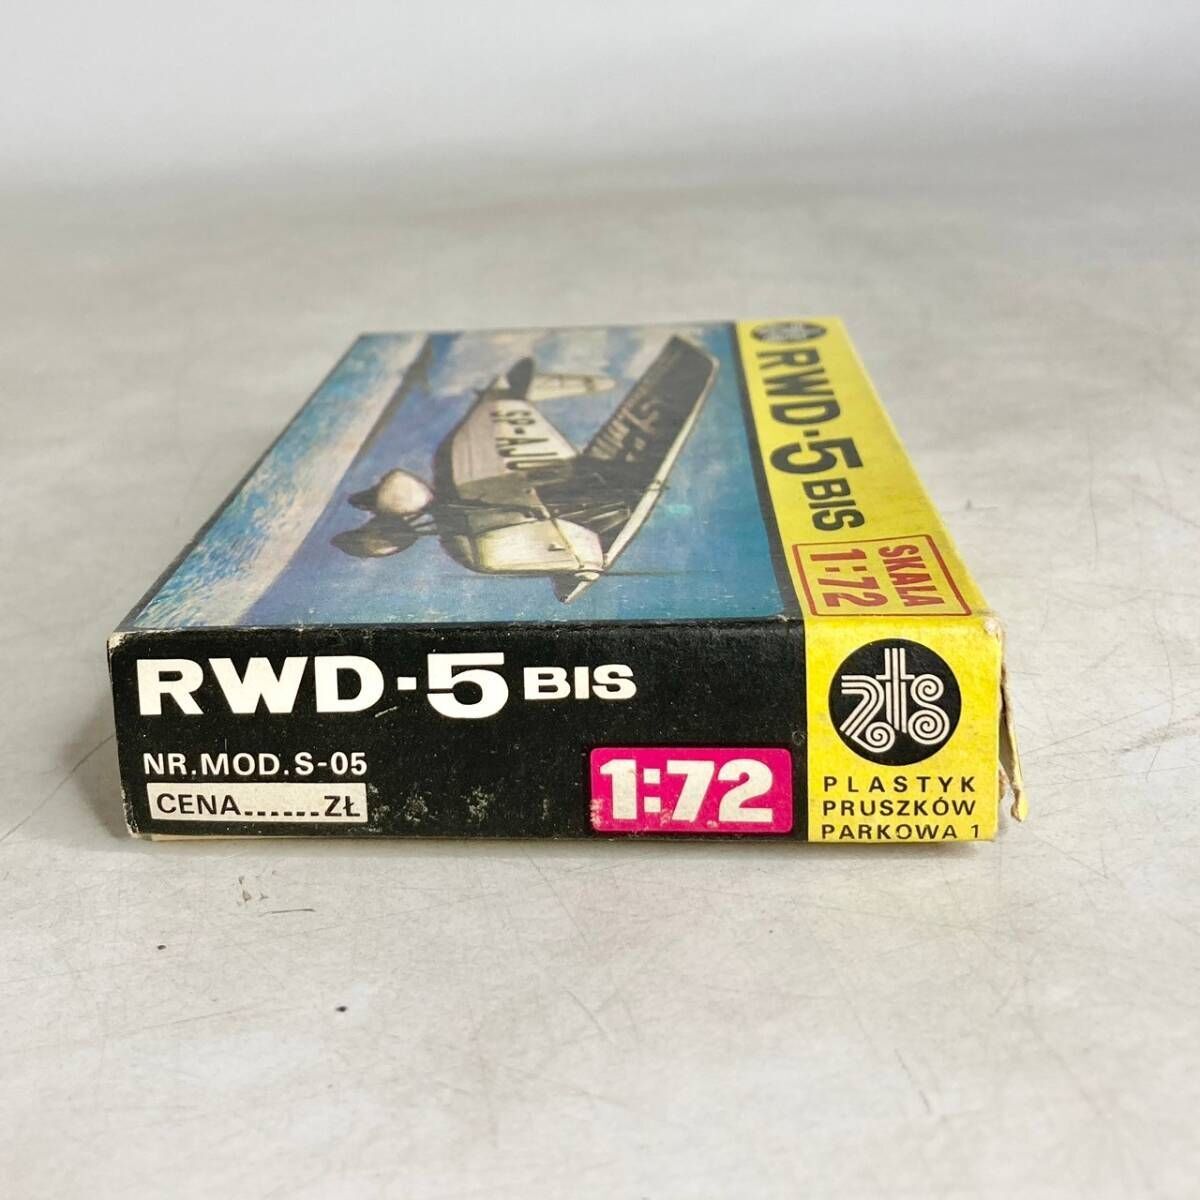 RWD-5 BIS
SKALA
1:72
SP-AJU
RWD-5 BIS
NR.MOD.S-05
CENA......ZŁ
1:72
zts
PLASTYK
PRUSZKÓW
PARKOWA 1